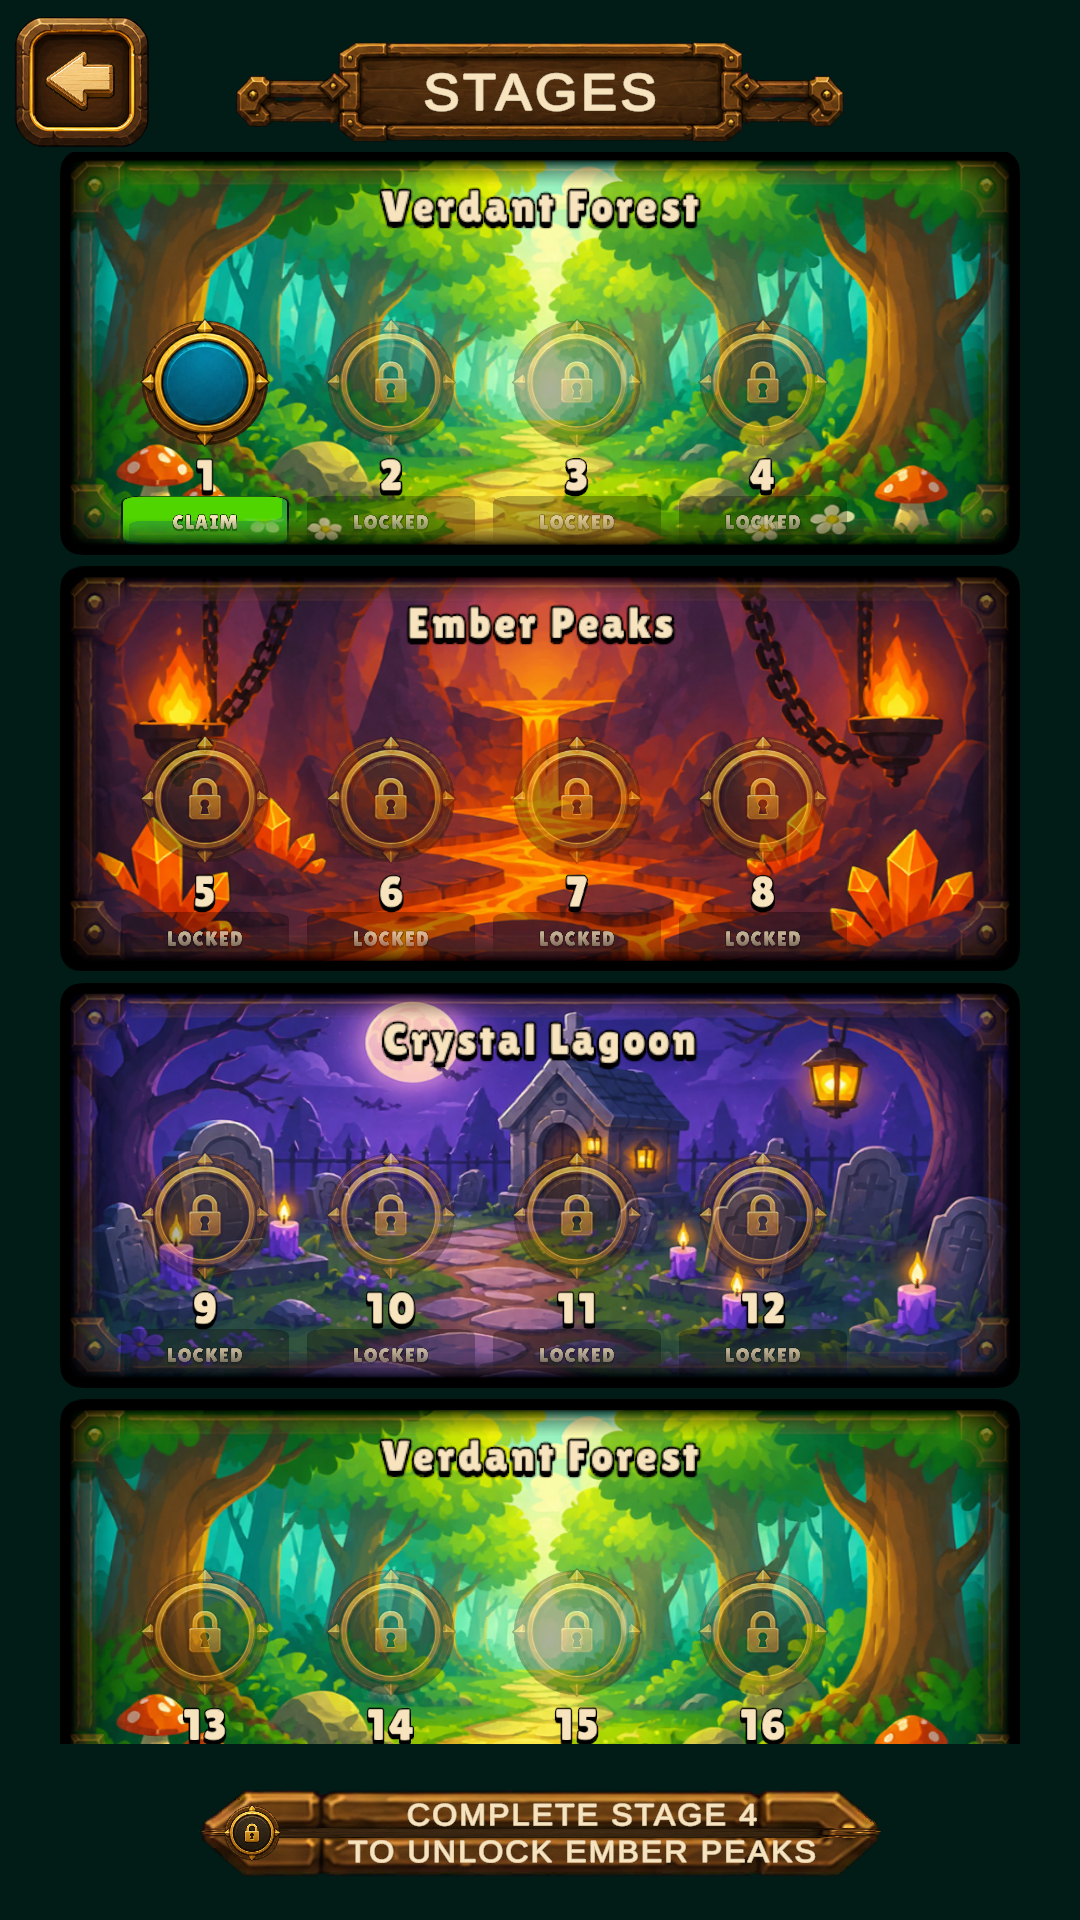 STAGES
Verdant Forest
1 2 3 4
CLAIM LOCKED LOCKED LOCKED
Ember Peaks
5 6 7 8
LOCKED LOCKED LOCKED LOCKED
Crystal Lagoon
9 10 11 12
LOCKED LOCKED LOCKED LOCKED
Verdant Forest
13 14 15 16
COMPLETE STAGE 4
TO UNLOCK EMBER PEAKS